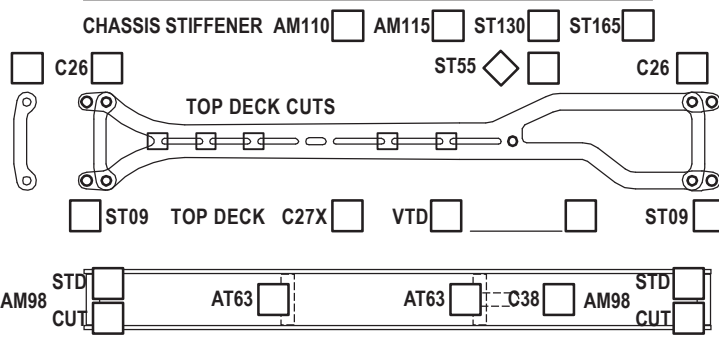 CHASSIS STIFFENER AM110 AM115 ST130 ST165
C26 ST55 C26
TOP DECK CUTS
ST09 TOP DECK C27X VTD ST09
STD STD
AM98 AT63 AT63 C38 AM98
CUT CUT